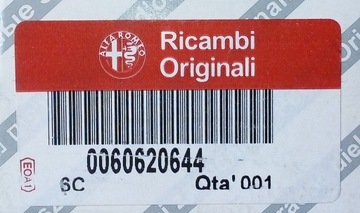 ALFA ROMEO
Ricambi
Originali
0060620644
6C
Qta' 001
EOA1